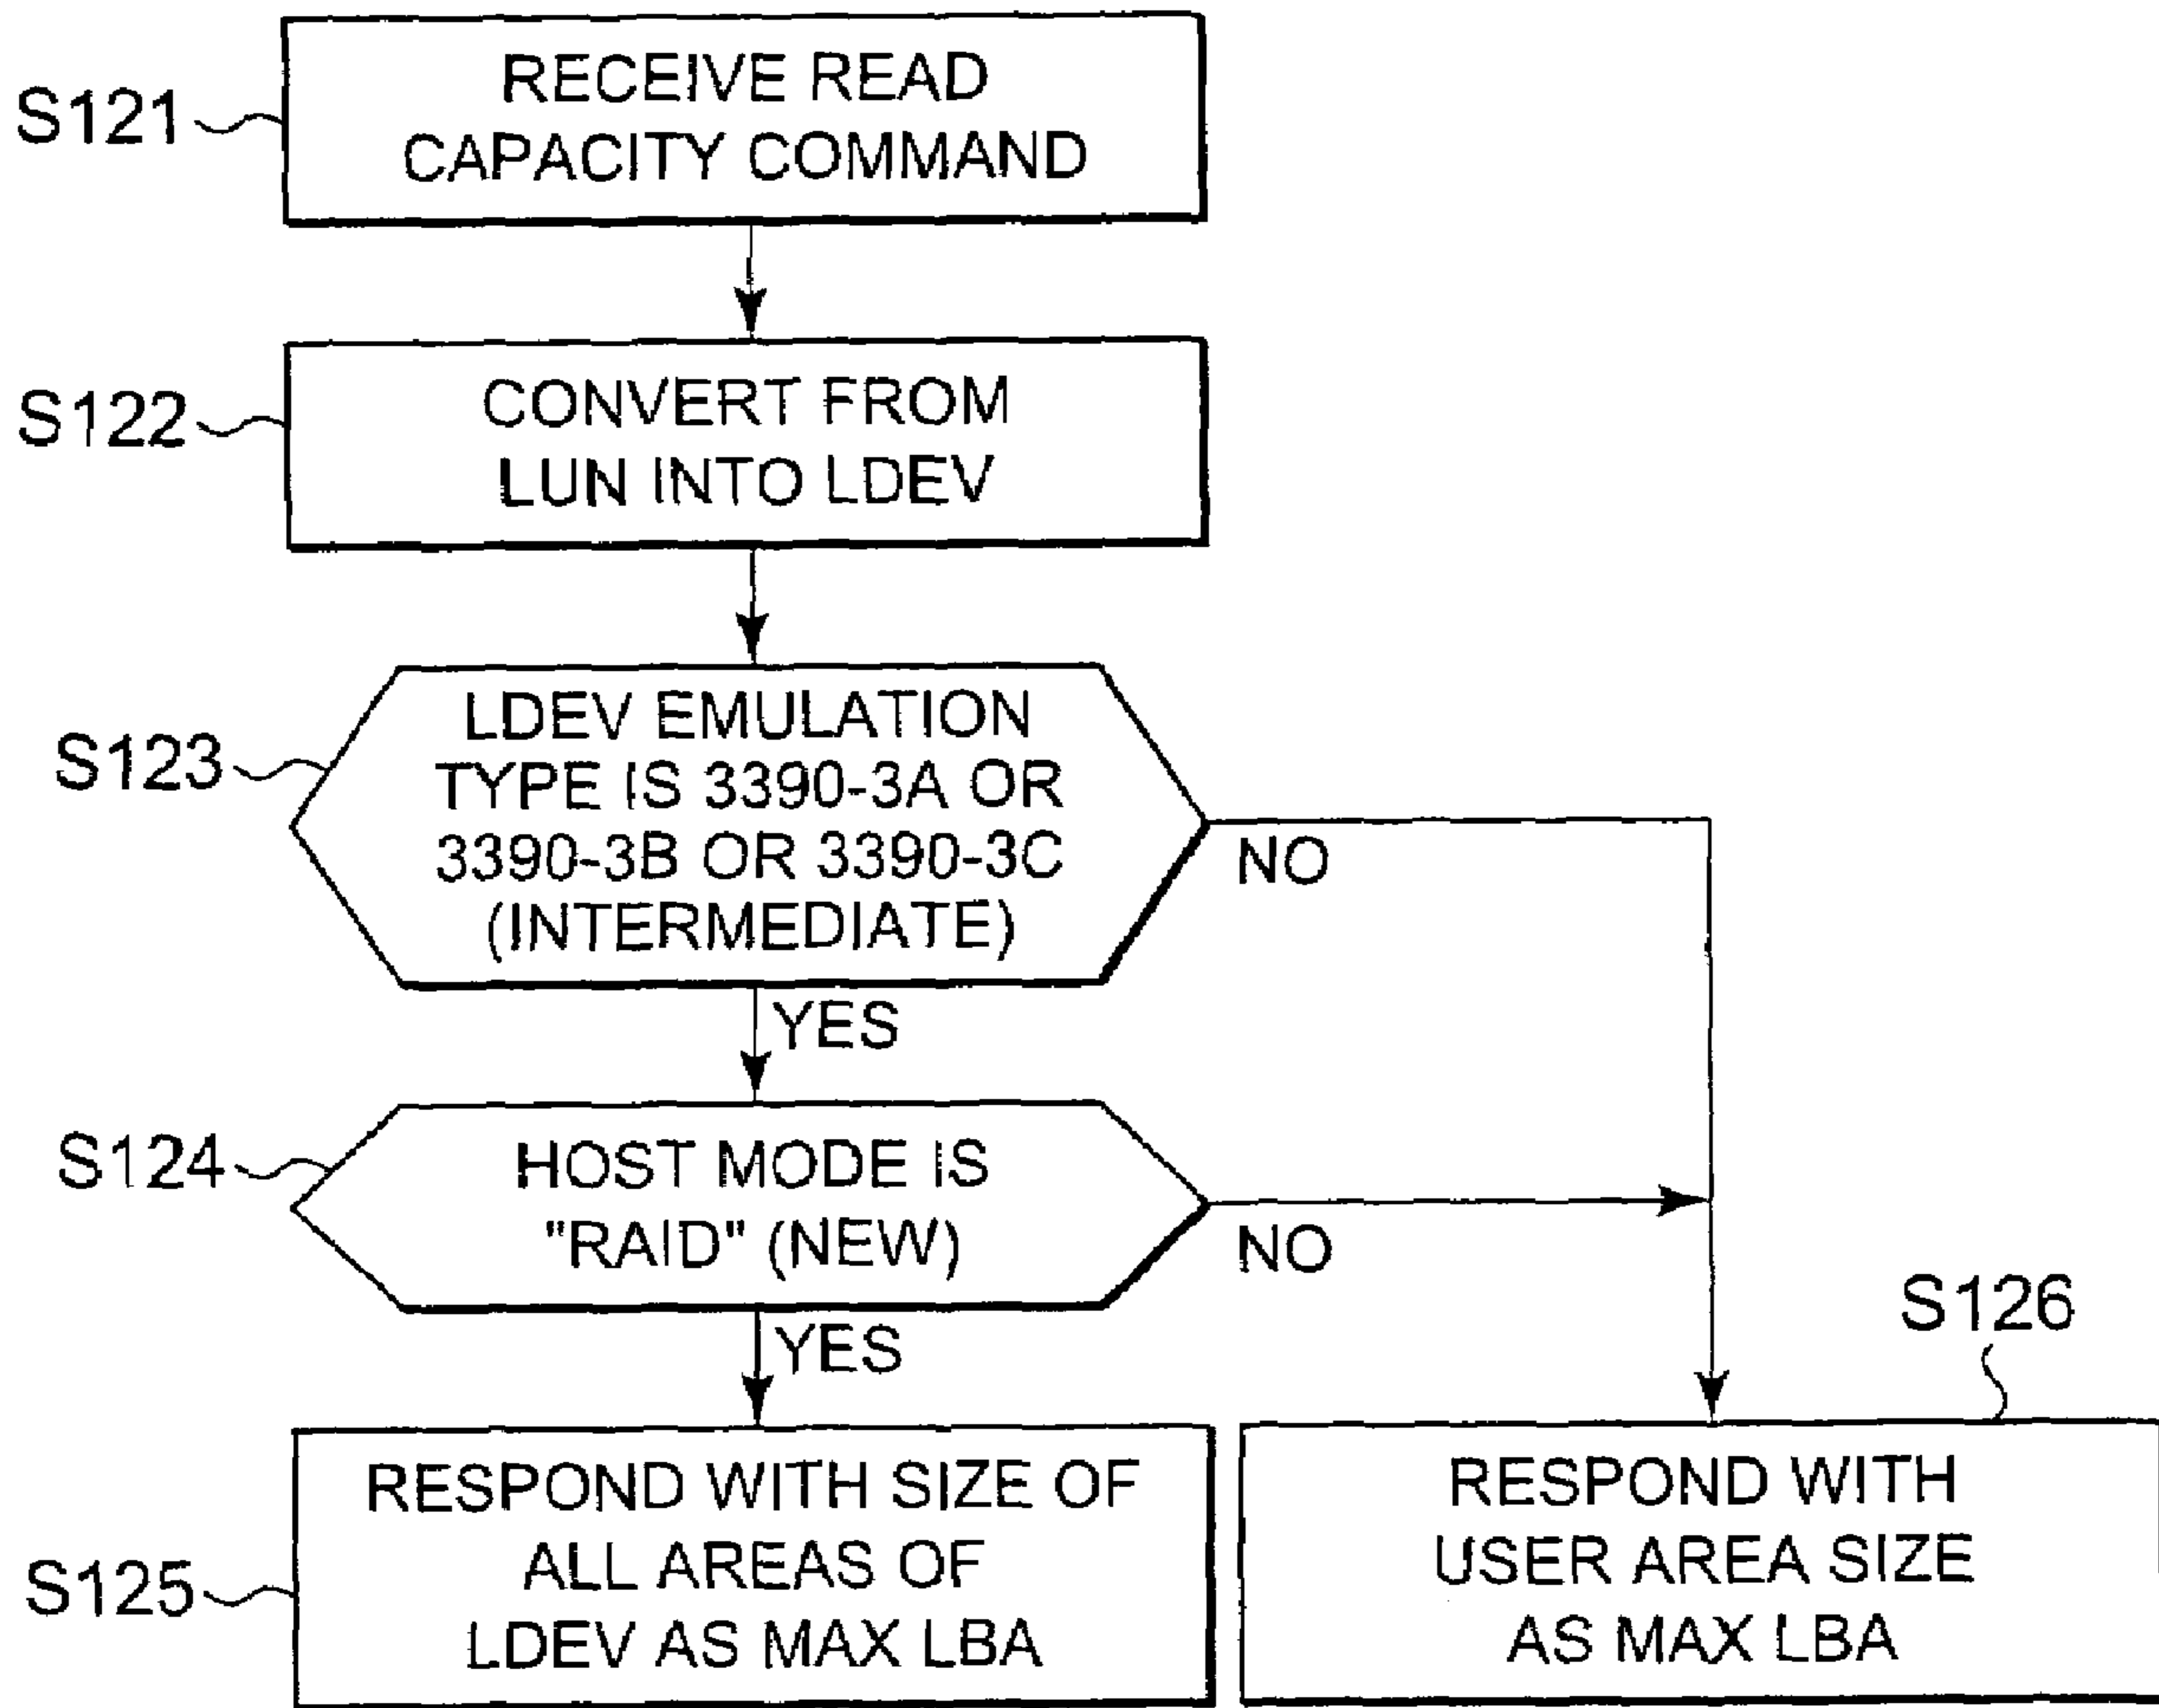 S121
RECEIVE READ
CAPACITY COMMAND
S122
CONVERT FROM
LUN INTO LDEV
S123
LDEV EMULATION
TYPE IS 3390-3A OR
3390-3B OR 3390-3C
(INTERMEDIATE)
NO
YES
S124
HOST MODE IS
"RAID" (NEW)
NO
YES
S125
RESPOND WITH SIZE OF
ALL AREAS OF
LDEV AS MAX LBA
S126
RESPOND WITH
USER AREA SIZE
AS MAX LBA